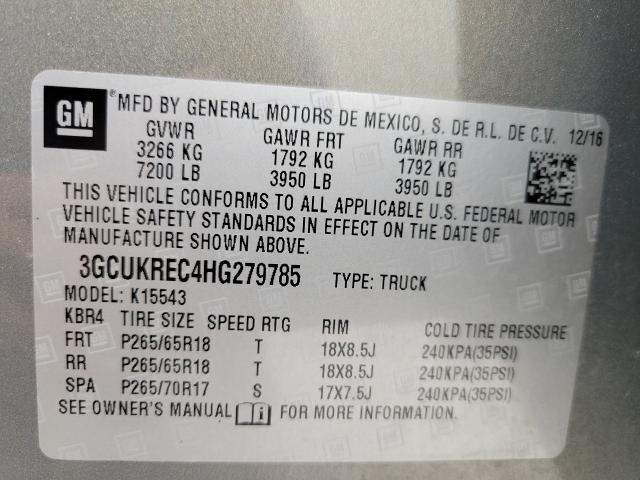 GM
®MFD BY GENERAL MOTORS DE MEXICO, S. DE R.L. DE C.V. 12/16
GVWR GAWR FRT GAWR RR
3266 KG 1792 KG 1792 KG
7200 LB 3950 LB 3950 LB
THIS VEHICLE CONFORMS TO ALL APPLICABLE U.S. FEDERAL MOTOR
VEHICLE SAFETY STANDARDS IN EFFECT ON THE DATE OF
MANUFACTURE SHOWN ABOVE.
3GCUKREC4HG279785 TYPE: TRUCK
MODEL: K15543
KBR4 TIRE SIZE SPEED RTG RIM COLD TIRE PRESSURE
FRT P265/65R18 T 18X8.5J 240KPA(35PSI)
RR P265/65R18 T 18X8.5J 240KPA(35PSI)
SPA P265/70R17 S 17X7.5J 240KPA(35PSI)
SEE OWNER'S MANUAL i FOR MORE INFORMATION.